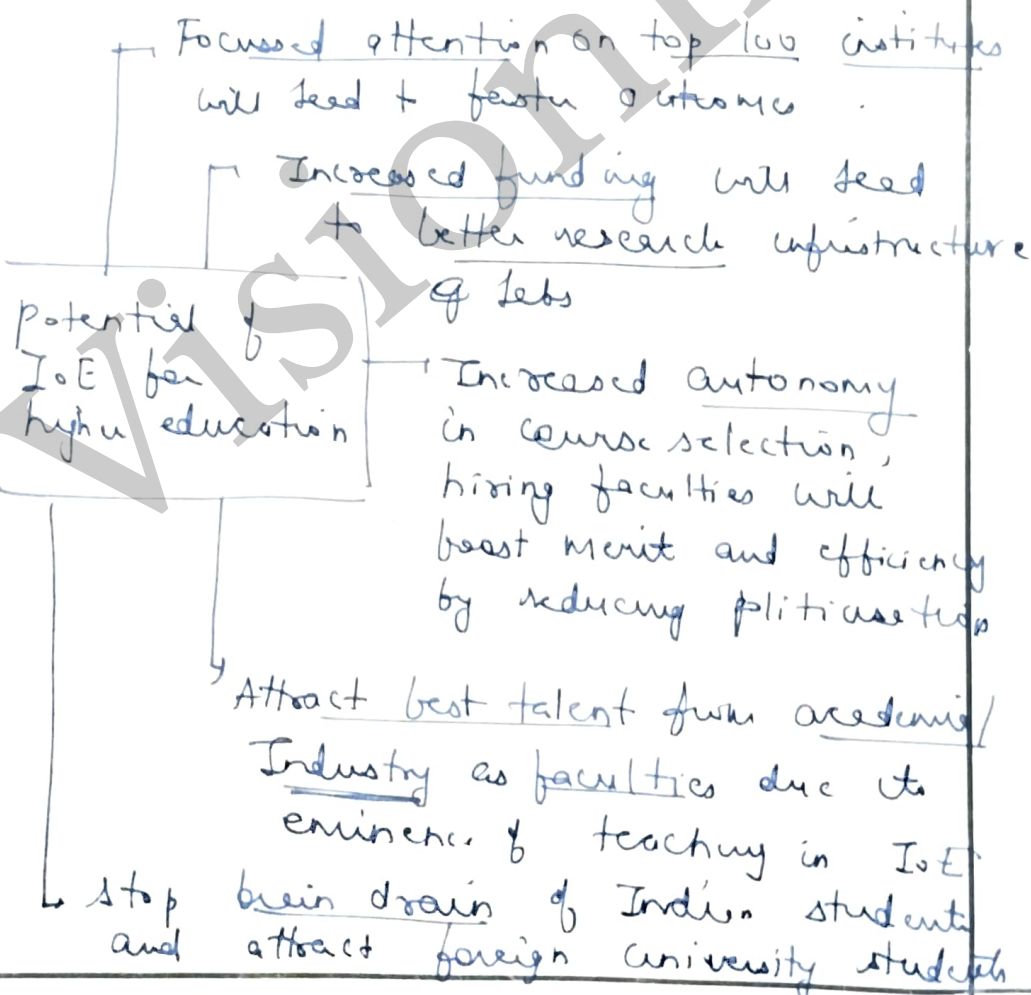 Focussed attention on top 100 institutes
will lead to faster outcomes.
Increased funding will lead
to better research infrastructure
& labs
Potential of
IoE for
higher education
Increased autonomy
in course selection,
hiring faculties will
boost merit and efficiency
by reducing politicisation
Attract best talent from academia/
Industry as faculties due to
eminence of teaching in IoE
Stop brain drain of Indian students
and attract foreign university students
Vision